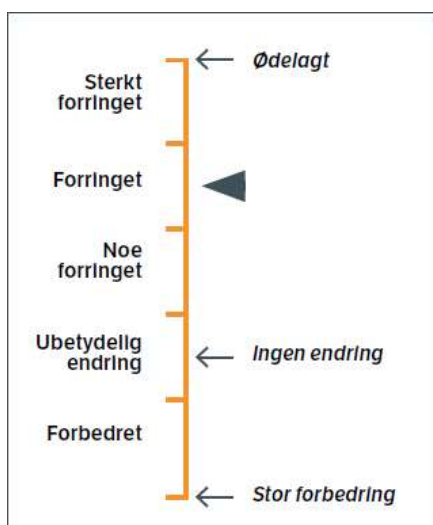 Ødelagt
Sterkt
forringet
Forringet
Noe
forringet
Ubetydelig
endring
Ingen endring
Forbedret
Stor forbedring